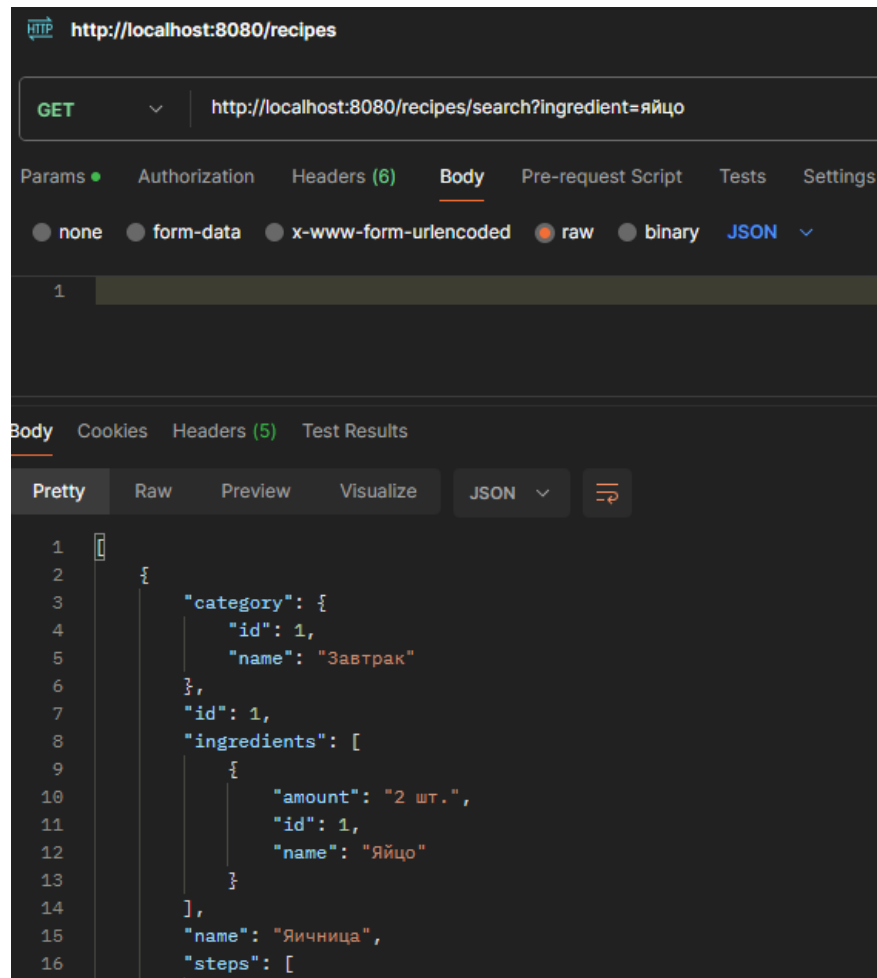 HTTP http://localhost:8080/recipes
GET http://localhost:8080/recipes/search?ingredient=яйцо
Params Authorization Headers (6) Body Pre-request Script Tests Settings
none form-data x-www-form-urlencoded raw binary JSON
1
Body Cookies Headers (5) Test Results
Pretty Raw Preview Visualize JSON
1 [
2 {
3 "category": {
4 "id": 1,
5 "name": "Завтрак"
6 },
7 "id": 1,
8 "ingredients": [
9 {
10 "amount": "2 шт.",
11 "id": 1,
12 "name": "Яйцо"
13 }
14 ],
15 "name": "Яичница",
16 "steps": [